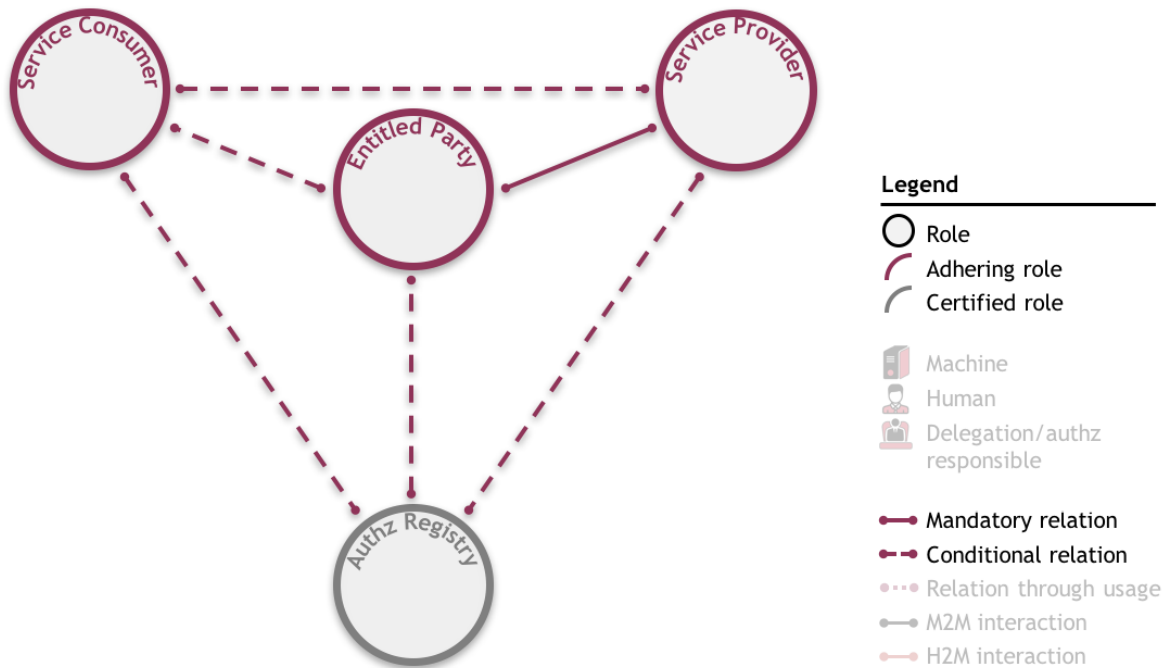 Service Consumer
Service Provider
Entitled Party
Authz Registry
Legend
Role
Adhering role
Certified role
Machine
Human
Delegation/authz
responsible
Mandatory relation
Conditional relation
Relation through usage
M2M interaction
H2M interaction